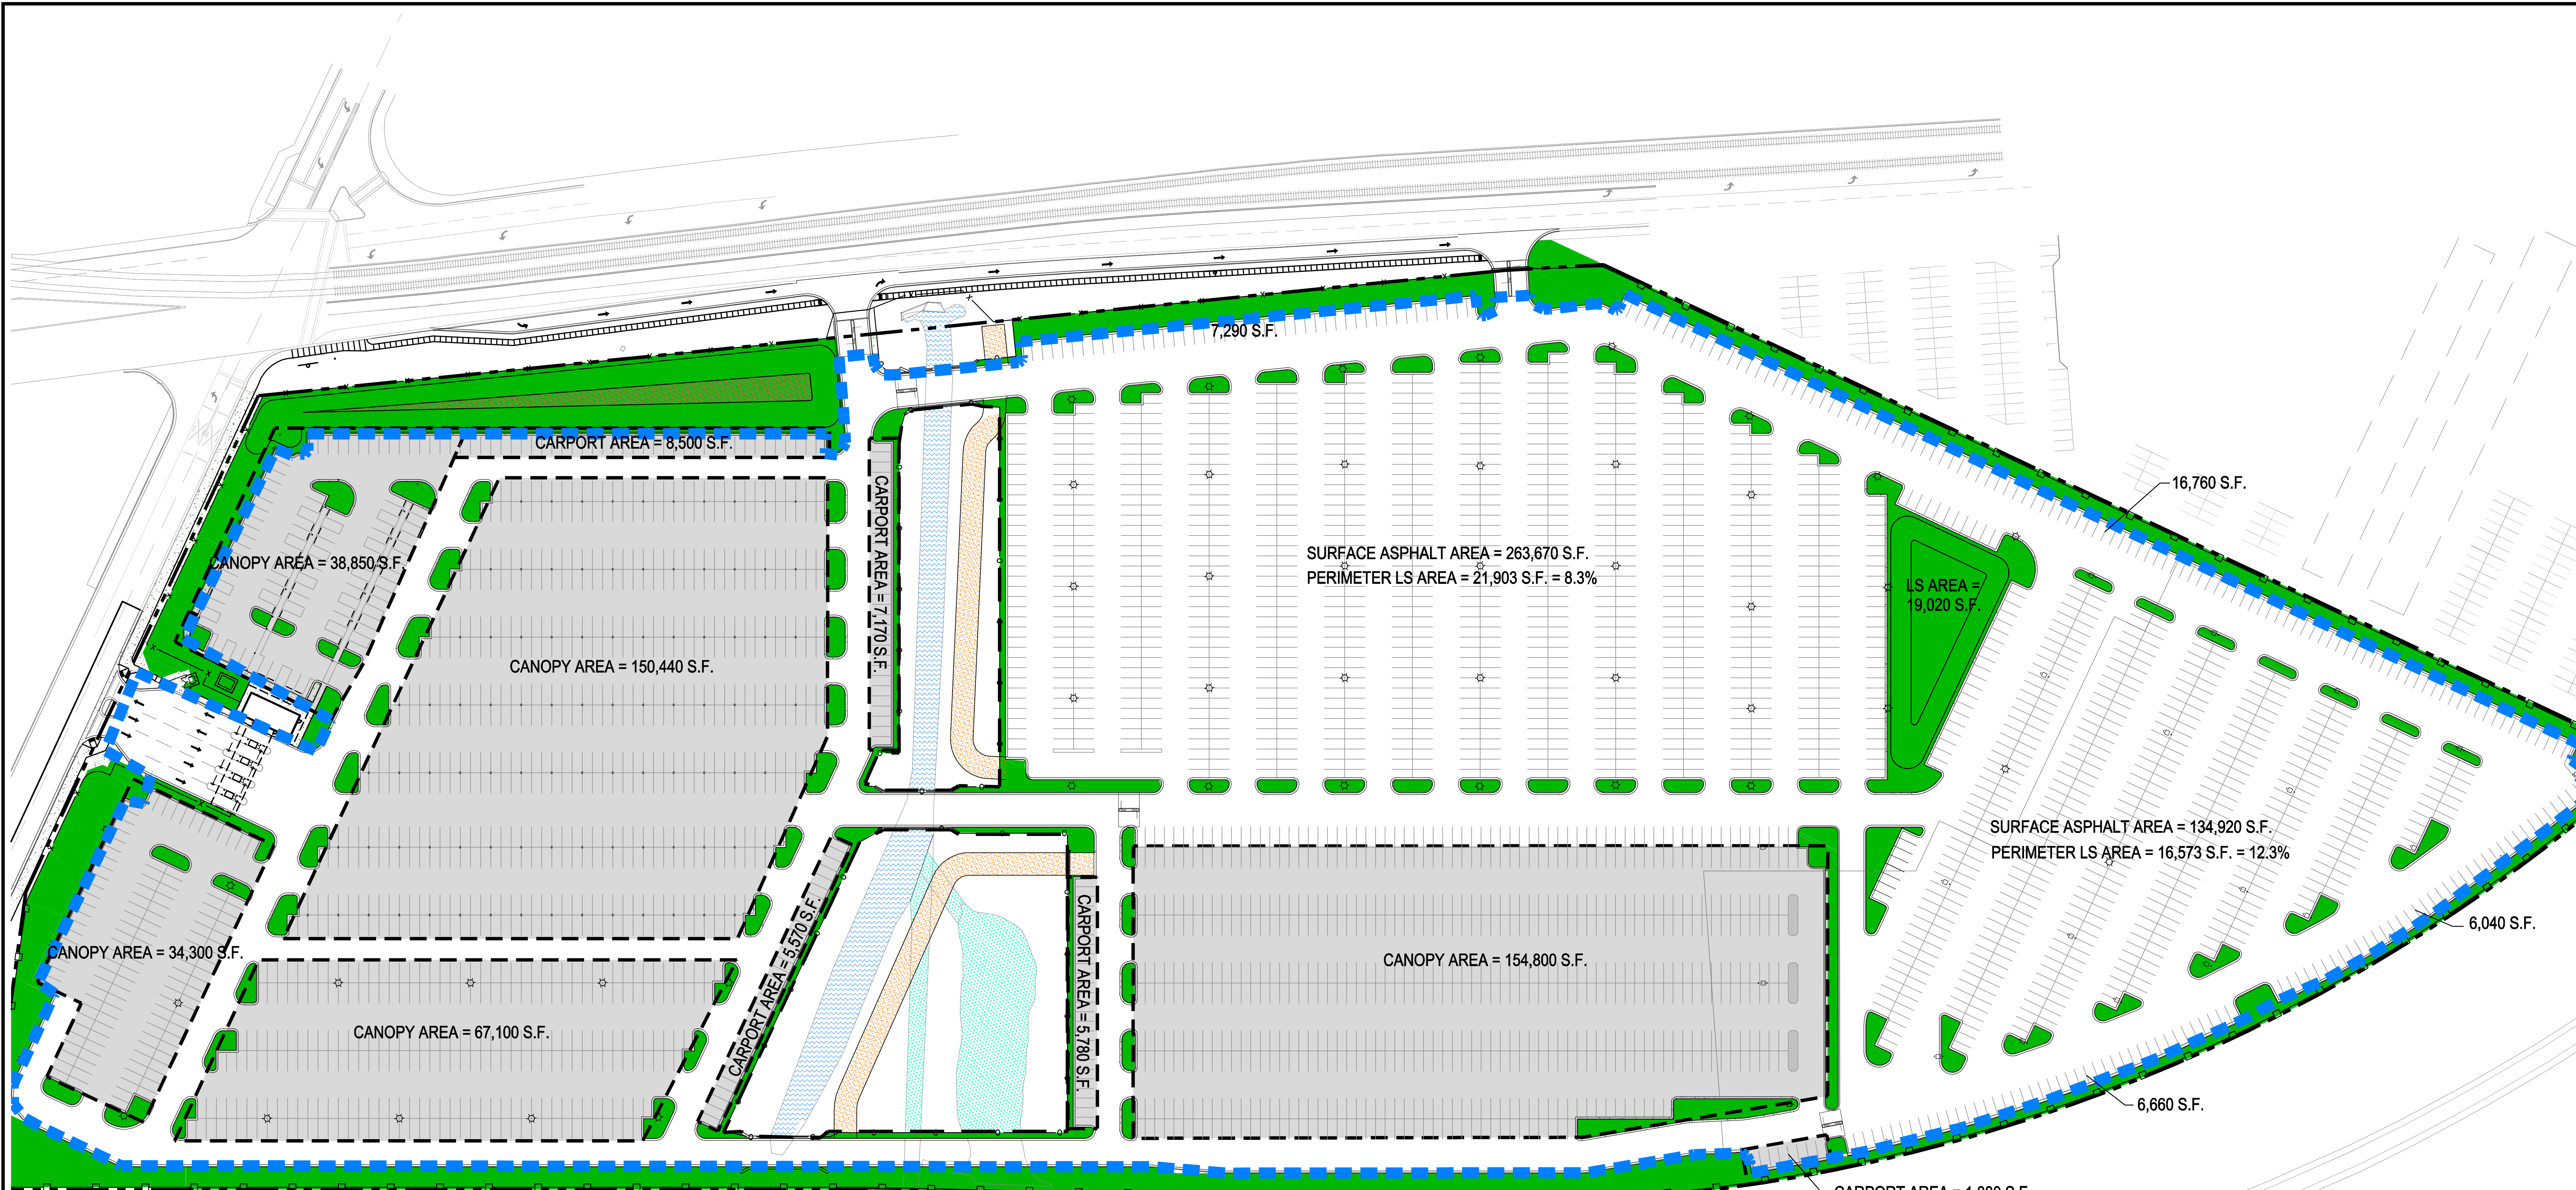 7,290 S.F.
CARPORT AREA = 8,500 S.F.
16,760 S.F.
CANOPY AREA = 38,850 S.F.
CARPORT AREA = 7,170 S.F.
SURFACE ASPHALT AREA = 263,670 S.F.
PERIMETER LS AREA = 21,903 S.F. = 8.3%
LS AREA =
19,020 S.F.
CANOPY AREA = 150,440 S.F.
SURFACE ASPHALT AREA = 134,920 S.F.
PERIMETER LS AREA = 16,573 S.F. = 12.3%
6,040 S.F.
CANOPY AREA = 34,300 S.F.
CARPORT AREA = 5,570 S.F.
CARPORT AREA = 5,780 S.F.
CANOPY AREA = 154,800 S.F.
CANOPY AREA = 67,100 S.F.
6,660 S.F.
CARPORT AREA =